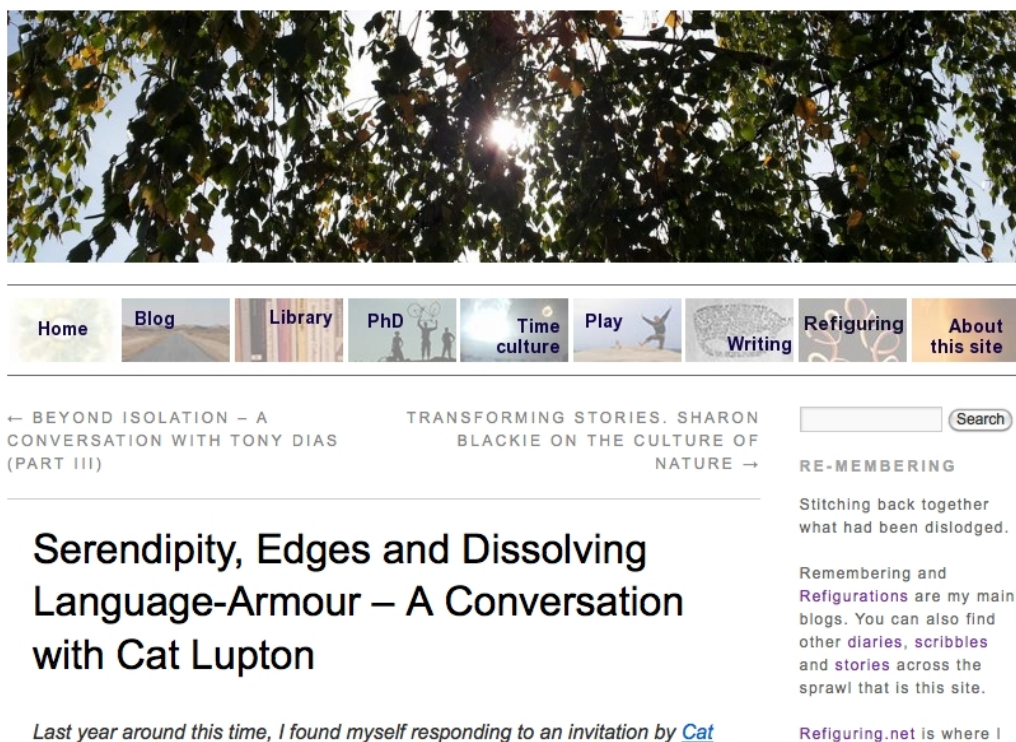 Home
Blog
Library
PhD
Time
culture
Play
Writing
Refiguring
About
this site
← BEYOND ISOLATION – A
CONVERSATION WITH TONY DIAS
(PART III)
TRANSFORMING STORIES. SHARON
BLACKIE ON THE CULTURE OF
NATURE →
Serendipity, Edges and Dissolving
Language-Armour – A Conversation
with Cat Lupton
Last year around this time, I found myself responding to an invitation by Cat
Search
RE-MEMBERING
Stitching back together
what had been dislodged.
Remembering and
Refigurations are my main
blogs. You can also find
other diaries, scribbles
and stories across the
sprawl that is this site.
Refiguring.net is where I